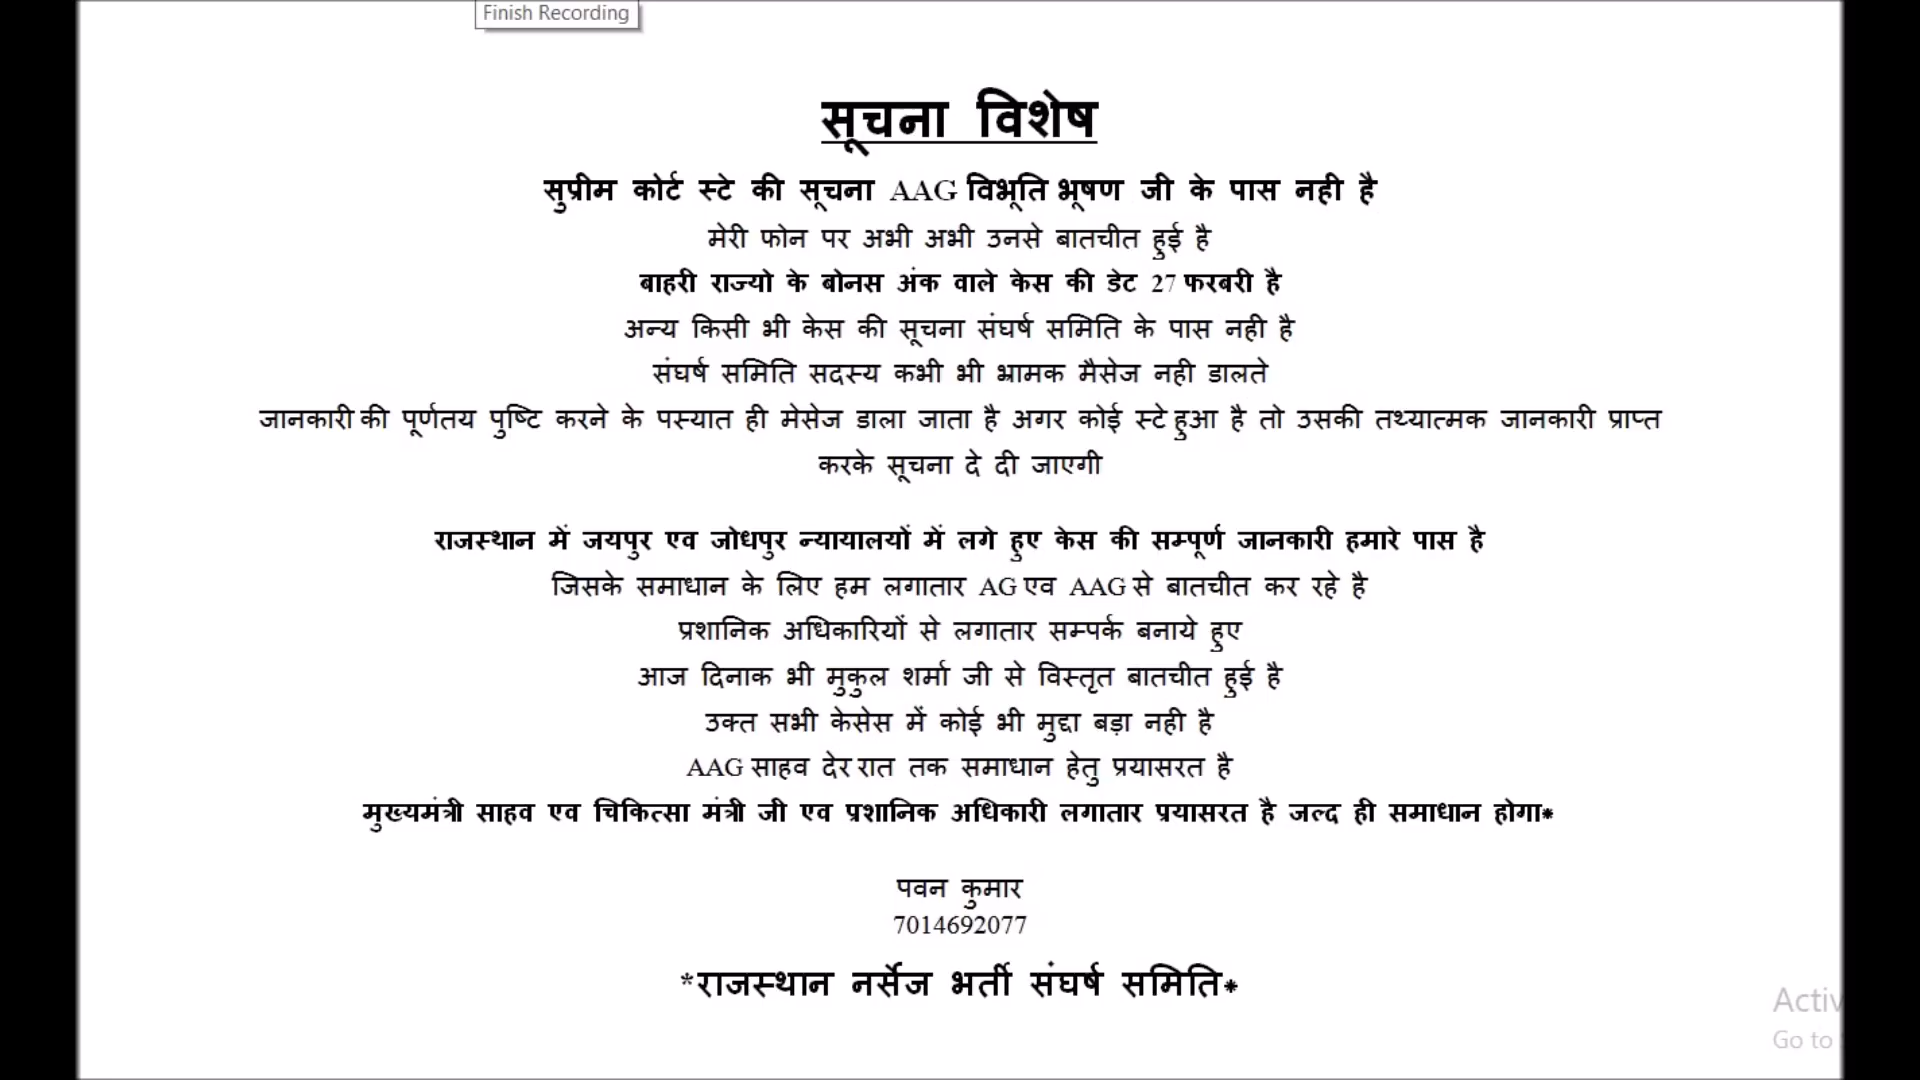 Finish Recording
सूचना विशेष
सुप्रीम कोर्ट स्टे की सूचना AAG विभूति भूषण जी के पास नही है
मेरी फोन पर अभी अभी उनसे बातचीत हुई है
बाहरी राज्यो के बोनस अंक वाले केस की डेट 27 फरबरी है
अन्य किसी भी केस की सूचना संघर्ष समिति के पास नही है
संघर्ष समिति सदस्य कभी भी भ्रामक मैसेज नही डालते
जानकारी की पूर्णतय पुष्टि करने के पस्यात ही मेसेज डाला जाता है अगर कोई स्टे हुआ है तो उसकी तथ्यात्मक जानकारी प्राप्त
करके सूचना दे दी जाएगी
राजस्थान में जयपुर एव जोधपुर न्यायालयों में लगे हुए केस की सम्पूर्ण जानकारी हमारे पास है
जिसके समाधान के लिए हम लगातार AG एव AAG से बातचीत कर रहे है
प्रशानिक अधिकारियों से लगातार सम्पर्क बनाये हुए
आज दिनाक भी मुकुल शर्मा जी से विस्तृत बातचीत हुई है
उक्त सभी केसेस में कोई भी मुद्दा बड़ा नही है
AAG साहव देर रात तक समाधान हेतु प्रयासरत है
मुख्यमंत्री साहव एव चिकित्सा मंत्री जी एव प्रशानिक अधिकारी लगातार प्रयासरत है जल्द ही समाधान होगा*
पवन कुमार
7014692077
*राजस्थान नर्सेज भर्ती संघर्ष समिति*
Activ
Go to